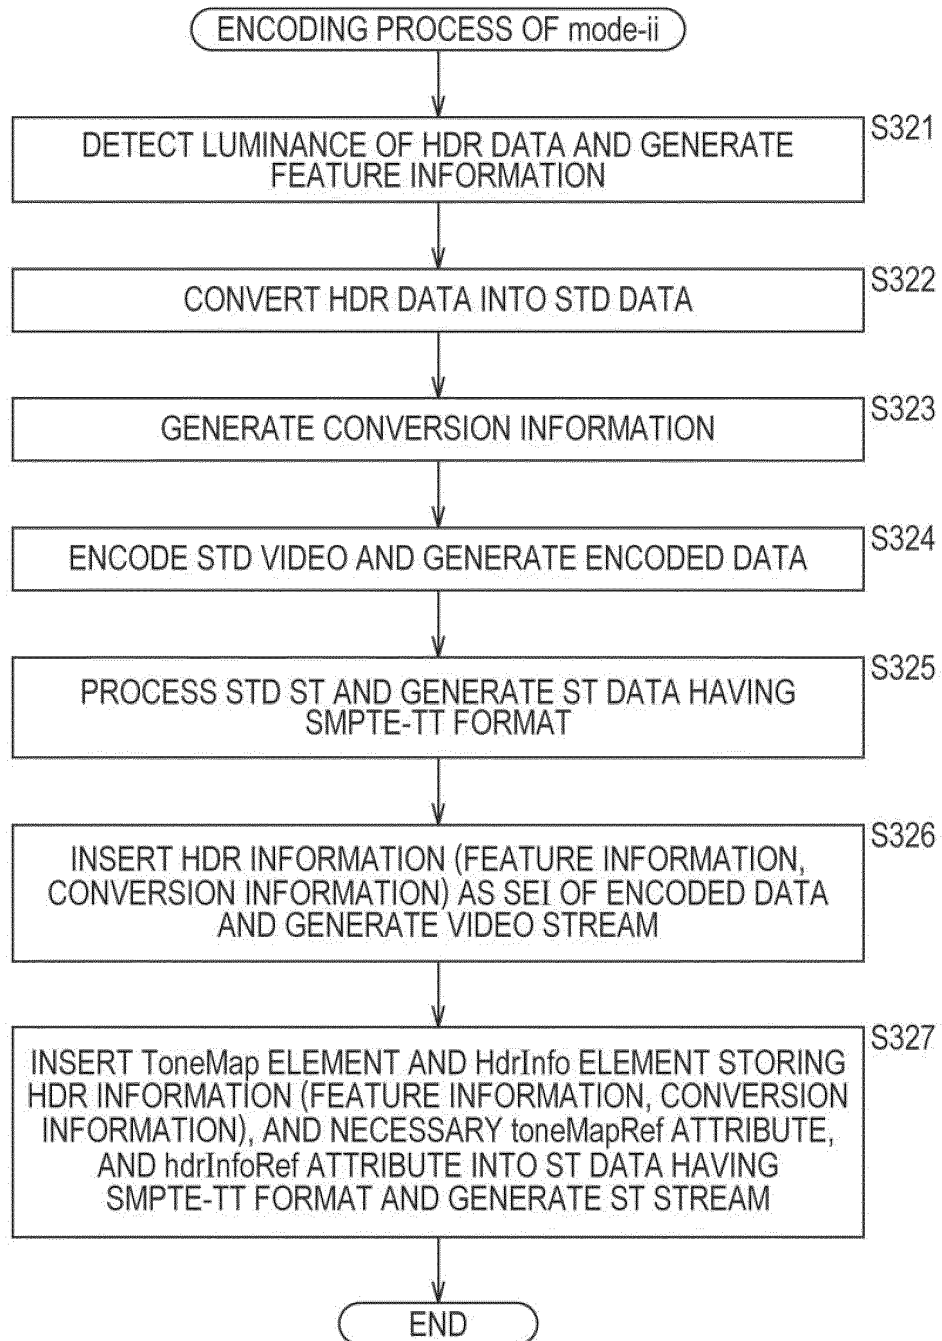 ENCODING PROCESS OF mode-ii
S321
DETECT LUMINANCE OF HDR DATA AND GENERATE
FEATURE INFORMATION
S322
CONVERT HDR DATA INTO STD DATA
S323
GENERATE CONVERSION INFORMATION
S324
ENCODE STD VIDEO AND GENERATE ENCODED DATA
S325
PROCESS STD ST AND GENERATE ST DATA HAVING
SMPTE-TT FORMAT
S326
INSERT HDR INFORMATION (FEATURE INFORMATION,
CONVERSION INFORMATION) AS SEI OF ENCODED DATA
AND GENERATE VIDEO STREAM
S327
INSERT ToneMap ELEMENT AND HdrInfo ELEMENT STORING
HDR INFORMATION (FEATURE INFORMATION, CONVERSION
INFORMATION), AND NECESSARY toneMapRef ATTRIBUTE,
AND hdrInfoRef ATTRIBUTE INTO ST DATA HAVING
SMPTE-TT FORMAT AND GENERATE ST STREAM
END